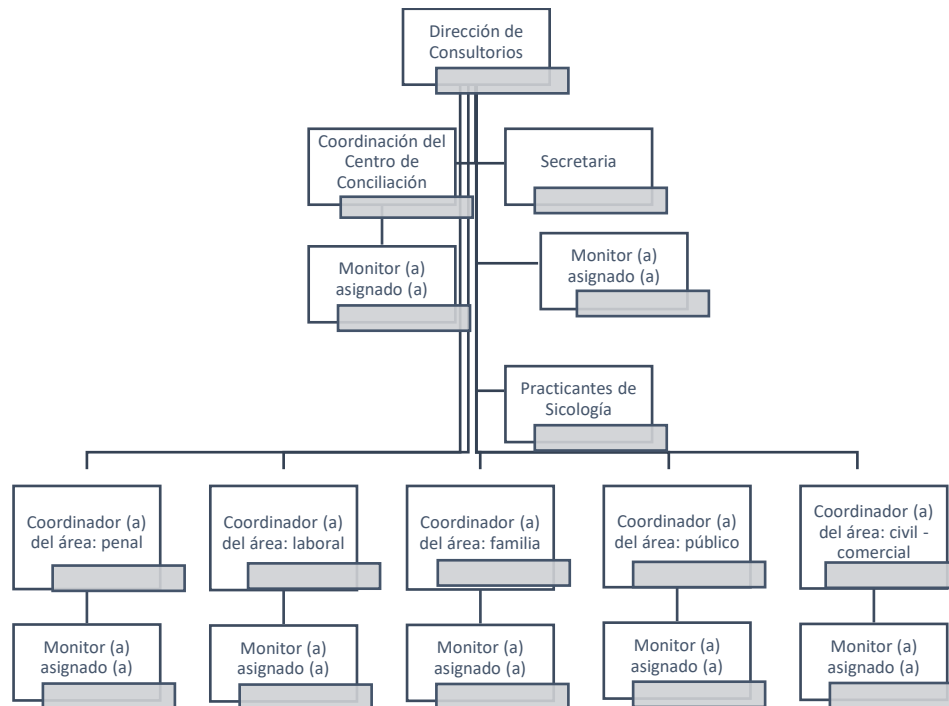 Dirección de
Consultorios
Coordinación del
Centro de
Conciliación
Secretaria
Monitor (a)
asignado (a)
Monitor (a)
asignado (a)
Practicantes de
Sicología
Coordinador (a)
del área: penal
Coordinador (a)
del área: laboral
Coordinador (a)
del área: familia
Coordinador (a)
del área: público
Coordinador (a)
del área: civil -
comercial
Monitor (a)
asignado (a)
Monitor (a)
asignado (a)
Monitor (a)
asignado (a)
Monitor (a)
asignado (a)
Monitor (a)
asignado (a)